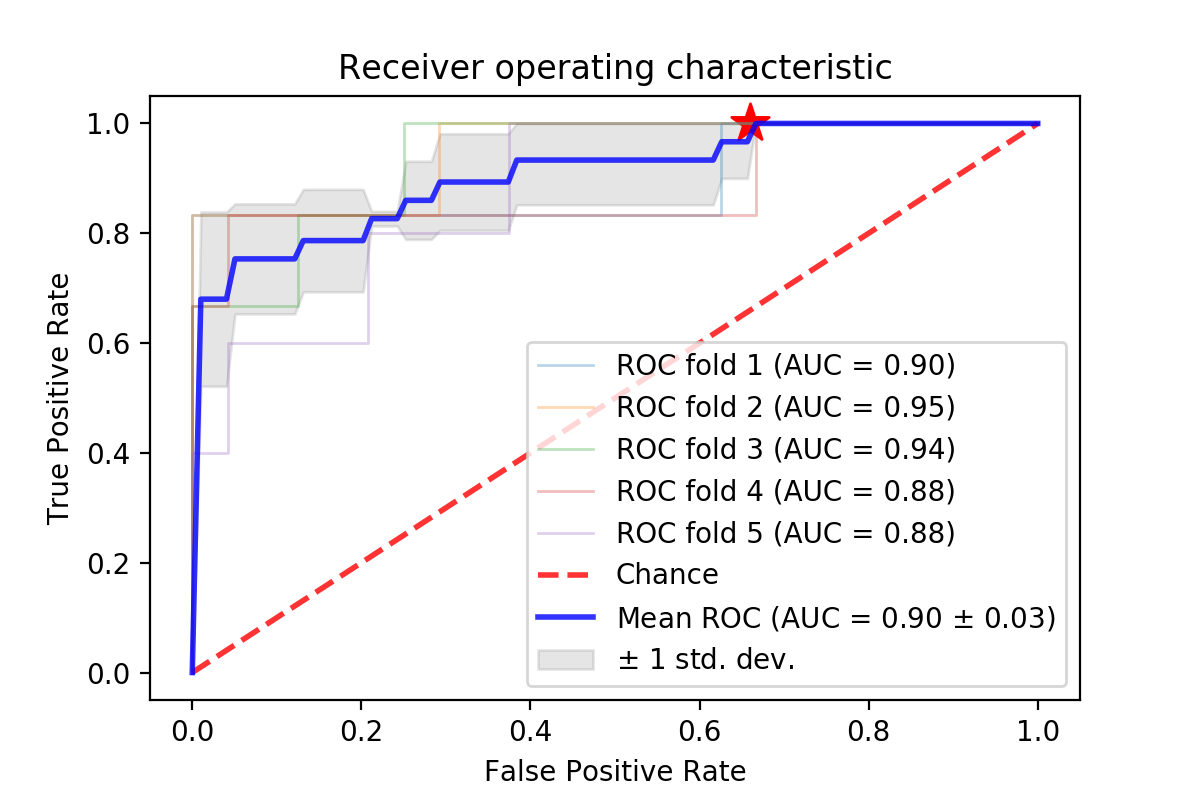 Receiver operating characteristic
1.0
0.8
0.6
0.4
0.2
0.0
True Positive Rate
ROC fold 1 (AUC = 0.90)
ROC fold 2 (AUC = 0.95)
ROC fold 3 (AUC = 0.94)
ROC fold 4 (AUC = 0.88)
ROC fold 5 (AUC = 0.88)
Chance
Mean ROC (AUC = 0.90 ± 0.03)
± 1 std. dev.
0.0 0.2 0.4 0.6 0.8 1.0
False Positive Rate